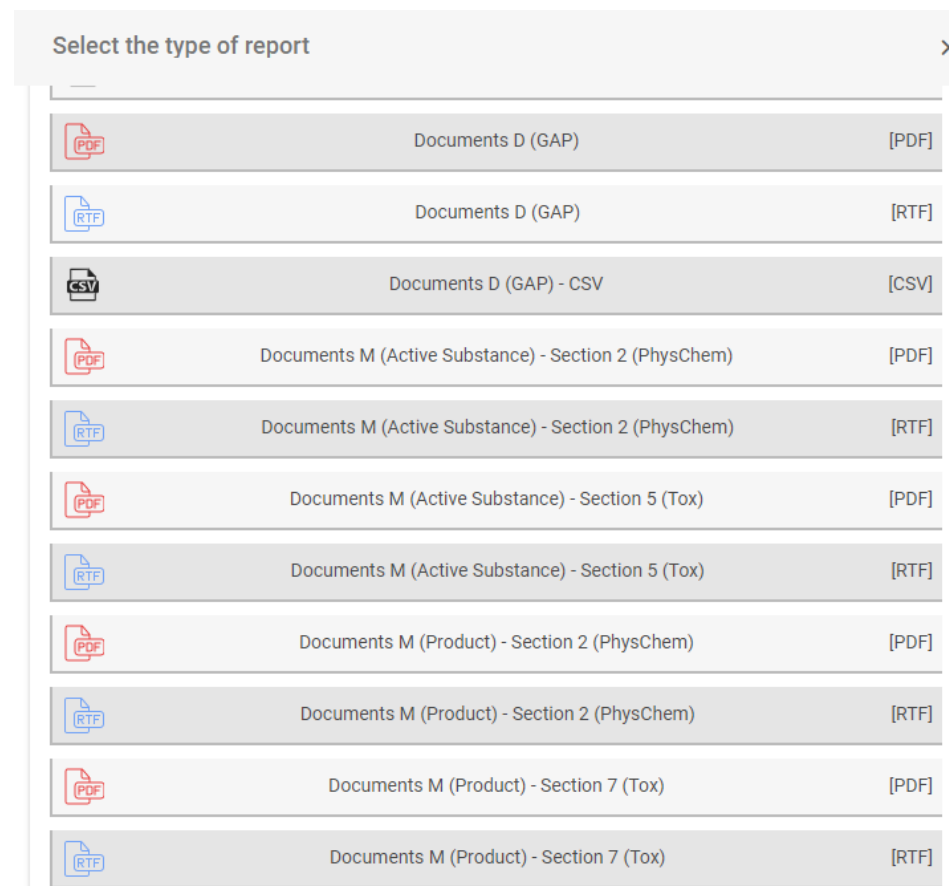 Select the type of report
PDF Documents D (GAP) [PDF]
RTF Documents D (GAP) [RTF]
CSV Documents D (GAP) - CSV [CSV]
PDF Documents M (Active Substance) - Section 2 (PhysChem) [PDF]
RTF Documents M (Active Substance) - Section 2 (PhysChem) [RTF]
PDF Documents M (Active Substance) - Section 5 (Tox) [PDF]
RTF Documents M (Active Substance) - Section 5 (Tox) [RTF]
PDF Documents M (Product) - Section 2 (PhysChem) [PDF]
RTF Documents M (Product) - Section 2 (PhysChem) [RTF]
PDF Documents M (Product) - Section 7 (Tox) [PDF]
RTF Documents M (Product) - Section 7 (Tox) [RTF]